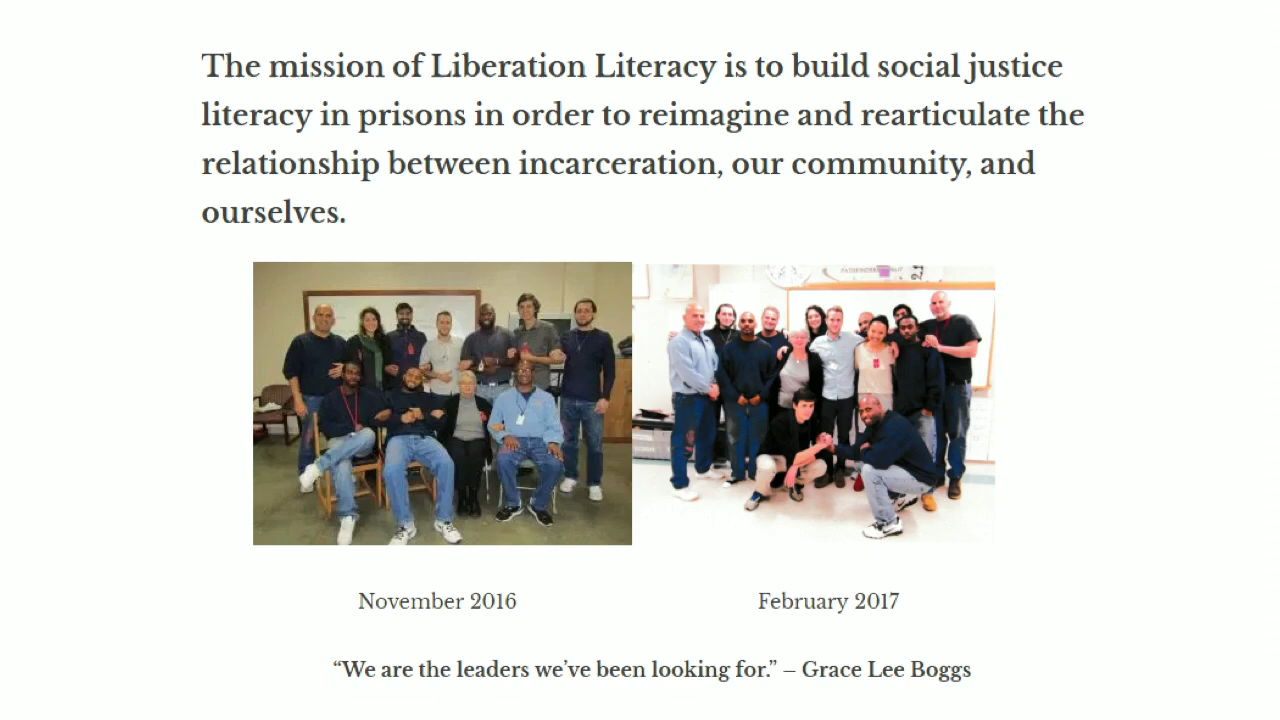 The mission of Liberation Literacy is to build social justice
literacy in prisons in order to reimagine and rearticulate the
relationship between incarceration, our community, and
ourselves.
November 2016
February 2017
“We are the leaders we’ve been looking for.” – Grace Lee Boggs